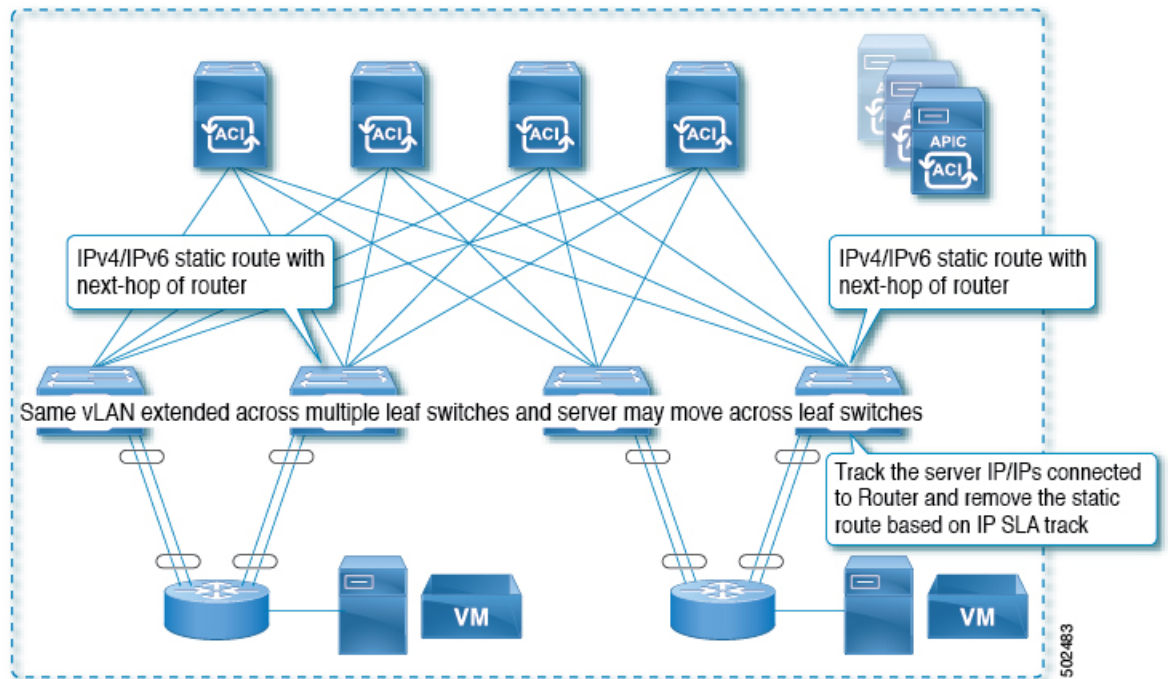 ACI
ACI
ACI
ACI
APIC
ACI
IPv4/IPv6 static route with
next-hop of router
IPv4/IPv6 static route with
next-hop of router
Same vLAN extended across multiple leaf switches and server may move across leaf switches
Track the server IP/IPs connected
to Router and remove the static
route based on IP SLA track
VM
VM
502483